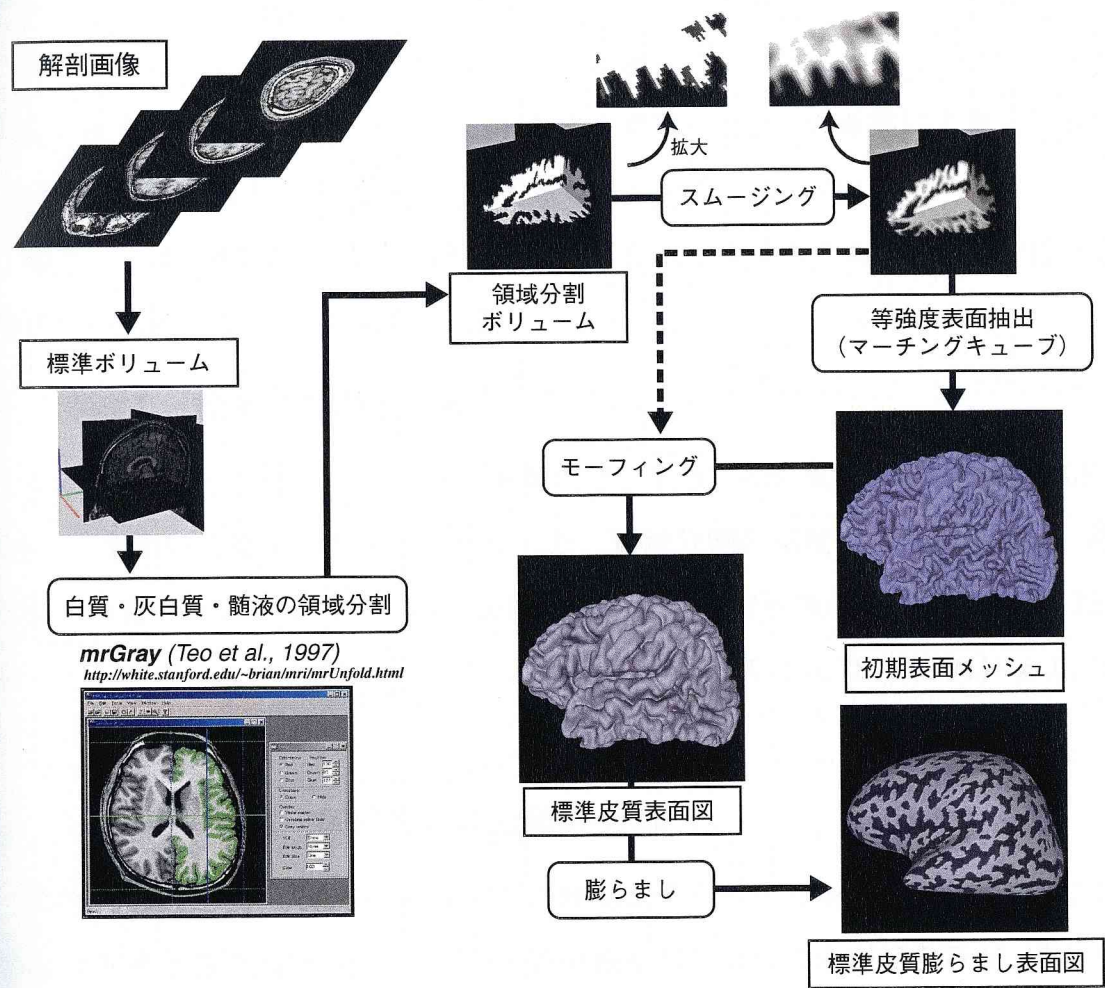 解剖画像
標準ボリューム
白質・灰白質・髄液の領域分割
mrGray (Teo et al., 1997)
http://white.stanford.edu/~brian/mri/mrUnfold.html
領域分割
ボリューム
拡大
スムージング
等強度表面抽出
(マーチングキューブ)
モーフィング
初期表面メッシュ
標準皮質表面図
膨らまし
標準皮質膨らまし表面図